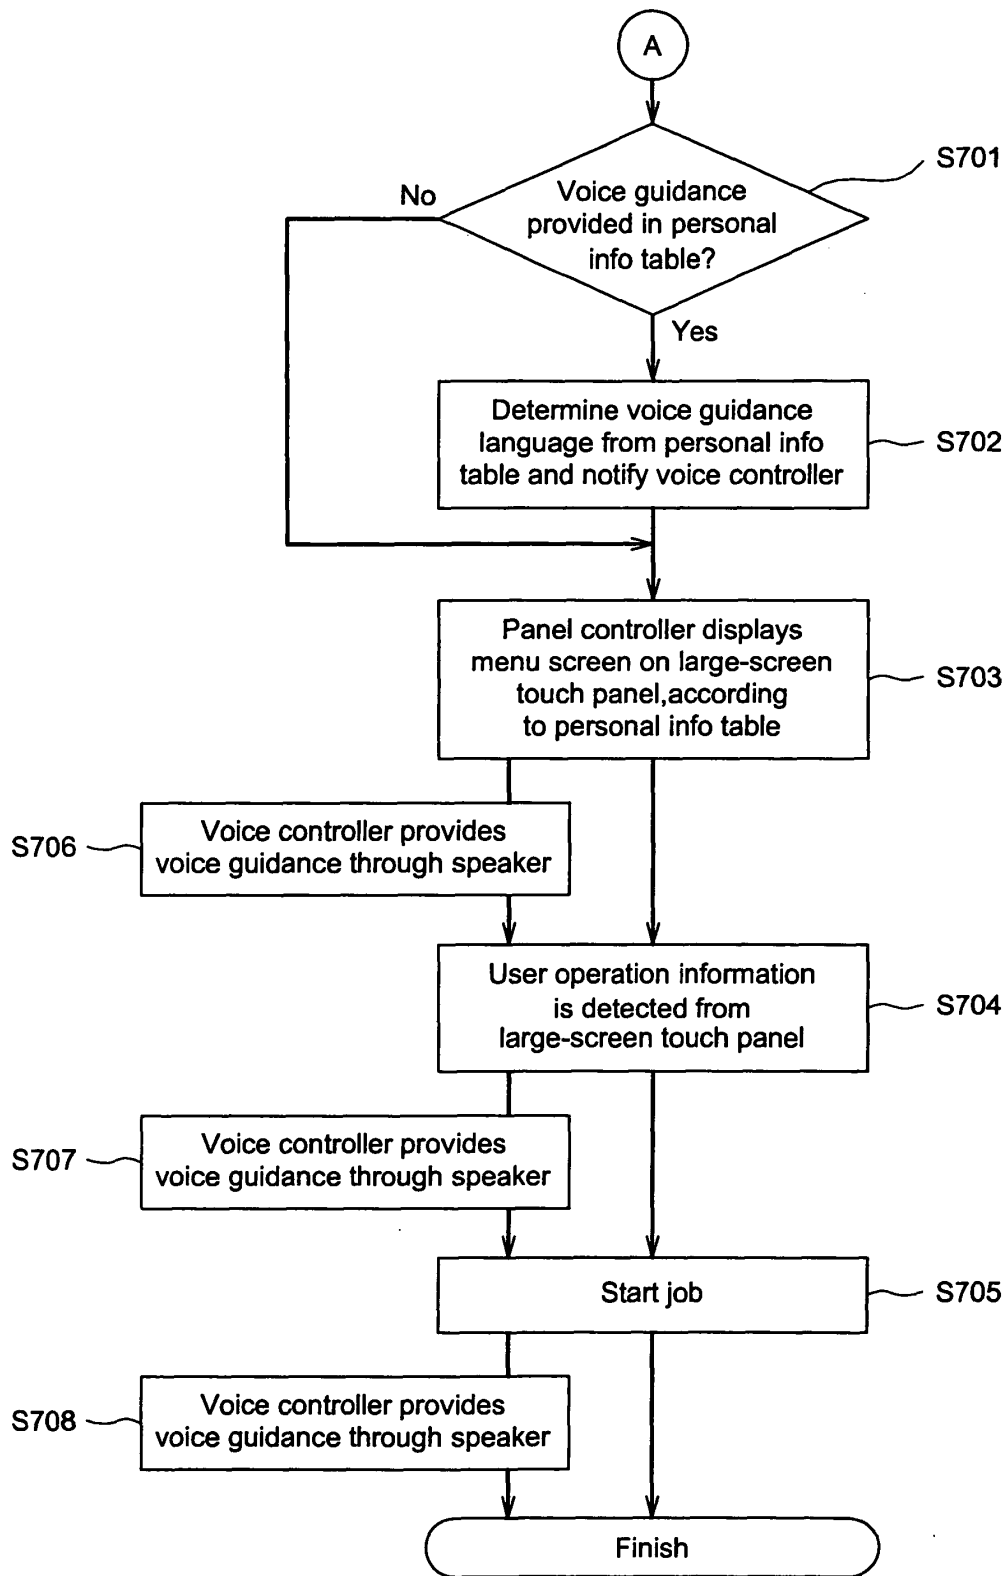 A
S701
No
Voice guidance
provided in personal
info table?
Yes
Determine voice guidance
language from personal info
table and notify voice controller
S702
Panel controller displays
menu screen on large-screen
touch panel,according
to personal info table
S703
S706
Voice controller provides
voice guidance through speaker
User operation information
is detected from
large-screen touch panel
S704
S707
Voice controller provides
voice guidance through speaker
Start job
S705
S708
Voice controller provides
voice guidance through speaker
Finish